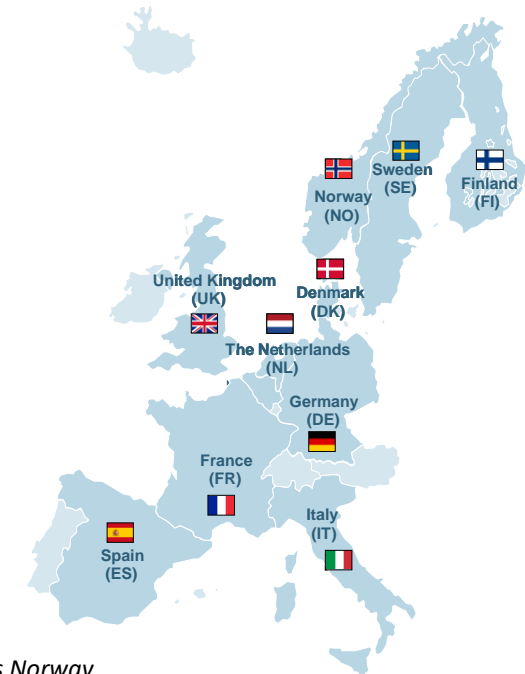 Sweden
(SE)
Finland
(FI)
Norway
(NO)
United Kingdom
(UK)
Denmark
(DK)
The Netherlands
(NL)
Germany
(DE)
France
(FR)
Italy
(IT)
Spain
(ES)
s Norway